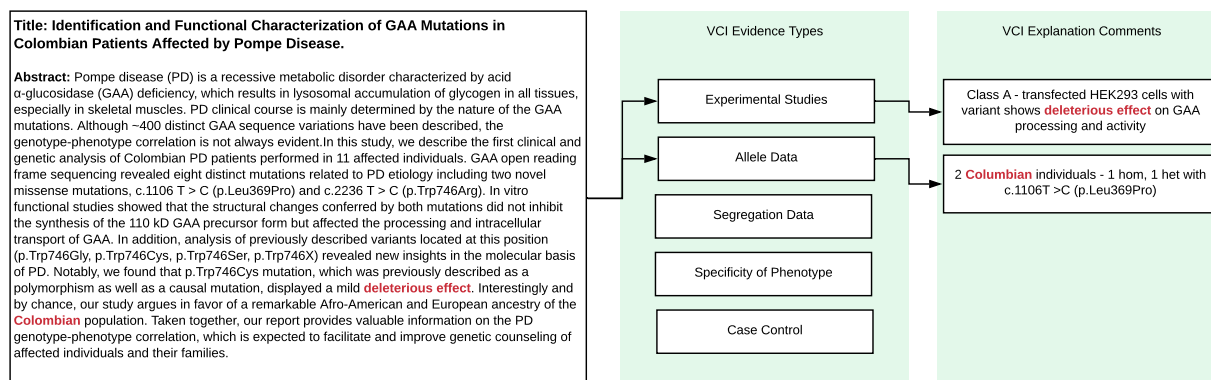 Title: Identification and Functional Characterization of GAA Mutations in
Colombian Patients Affected by Pompe Disease.
Abstract: Pompe disease (PD) is a recessive metabolic disorder characterized by acid
α-glucosidase (GAA) deficiency, which results in lysosomal accumulation of glycogen in all tissues,
especially in skeletal muscles. PD clinical course is mainly determined by the nature of the GAA
mutations. Although ~400 distinct GAA sequence variations have been described, the
genotype-phenotype correlation is not always evident.In this study, we describe the first clinical and
genetic analysis of Colombian PD patients performed in 11 affected individuals. GAA open reading
frame sequencing revealed eight distinct mutations related to PD etiology including two novel
missense mutations, c.1106 T > C (p.Leu369Pro) and c.2236 T > C (p.Trp746Arg). In vitro
functional studies showed that the structural changes conferred by both mutations did not inhibit
the synthesis of the 110 kD GAA precursor form but affected the processing and intracellular
transport of GAA. In addition, analysis of previously described variants located at this position
(p.Trp746Gly, p.Trp746Cys, p.Trp746Ser, p.Trp746X) revealed new insights in the molecular basis
of PD. Notably, we found that p.Trp746Cys mutation, which was previously described as a
polymorphism as well as a causal mutation, displayed a mild deleterious effect. Interestingly and
by chance, our study argues in favor of a remarkable Afro-American and European ancestry of the
Colombian population. Taken together, our report provides valuable information on the PD
genotype-phenotype correlation, which is expected to facilitate and improve genetic counseling of
affected individuals and their families.
VCI Evidence Types
Experimental Studies
Allele Data
Segregation Data
Specificity of Phenotype
Case Control
VCI Explanation Comments
Class A - transfected HEK293 cells with
variant shows deleterious effect on GAA
processing and activity
2 Columbian individuals - 1 hom, 1 het with
c.1106T >C (p.Leu369Pro)